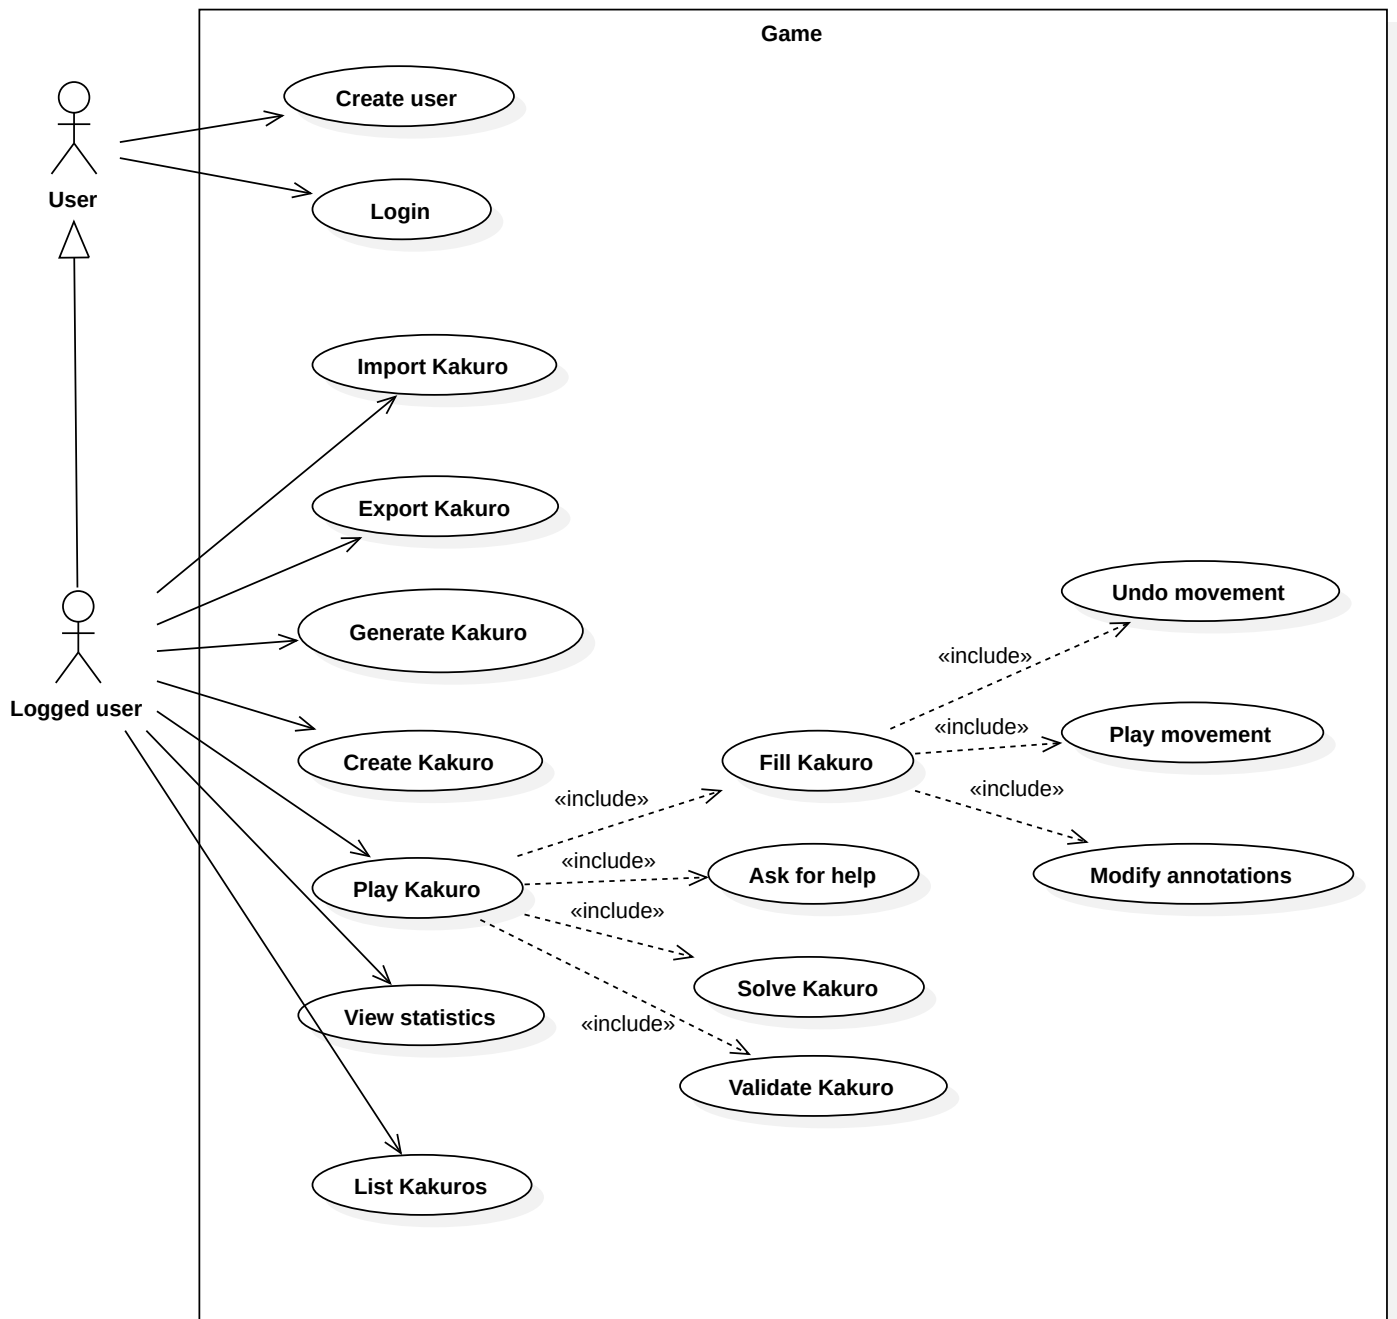 Game
Create user
User
Login
Import Kakuro
Export Kakuro
Generate Kakuro
Undo movement
«include»
Logged user
«include»
Play movement
Create Kakuro
Fill Kakuro
«include»
«include»
«include»
Play Kakuro
Ask for help
Modify annotations
«include»
Solve Kakuro
View statistics
«include»
Validate Kakuro
List Kakuros